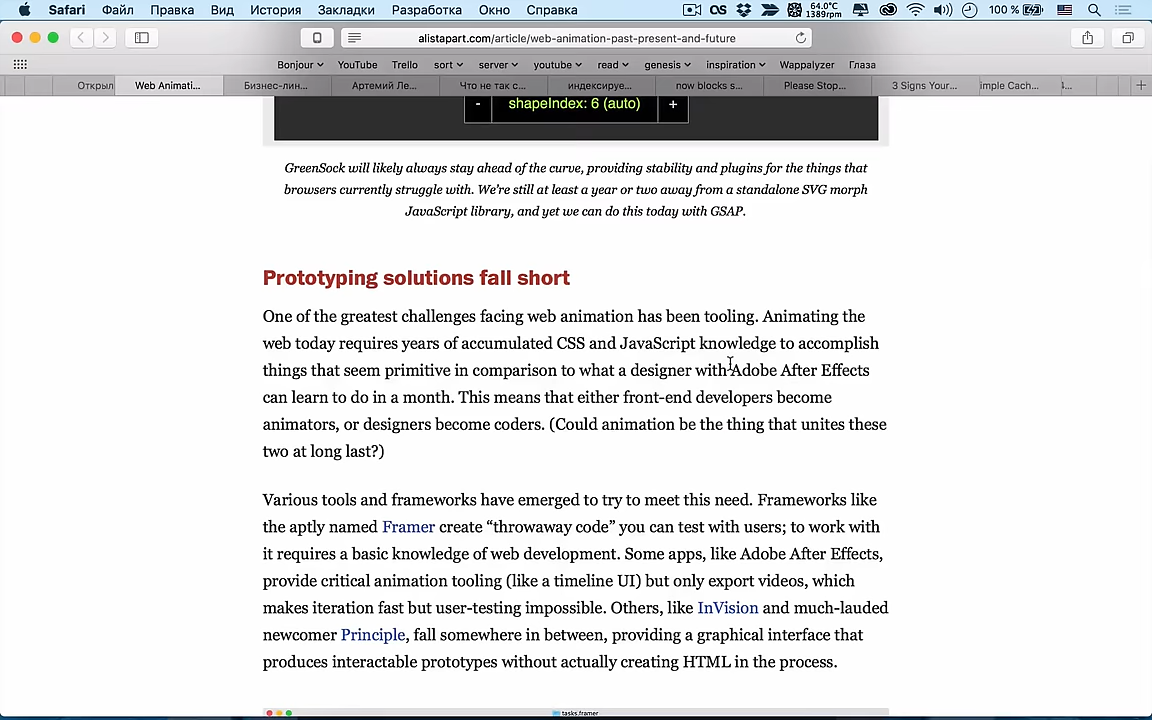 Safari Файл Правка Вид История Закладки Разработка Окно Справка OS 64.0°C 1389rpm 100 %
alistapart.com/article/web-animation-past-present-and-future
Bonjour YouTube Trello sort server youtube read genesis inspiration Wappalyzer Глаза
Открыл Web Animati... Бизнес-лин... Артемий Ле... Что не так с... индексируе... now blocks s... Please Stop... 3 Signs Your... imple Cach... +
- shapeIndex: 6 (auto) +
GreenSock will likely always stay ahead of the curve, providing stability and plugins for the things that
browsers currently struggle with. We’re still at least a year or two away from a standalone SVG morph
JavaScript library, and yet we can do this today with GSAP.
Prototyping solutions fall short
One of the greatest challenges facing web animation has been tooling. Animating the
web today requires years of accumulated CSS and JavaScript knowledge to accomplish
things that seem primitive in comparison to what a designer with Adobe After Effects
can learn to do in a month. This means that either front-end developers become
animators, or designers become coders. (Could animation be the thing that unites these
two at long last?)
Various tools and frameworks have emerged to try to meet this need. Frameworks like
the aptly named Framer create “throwaway code” you can test with users; to work with
it requires a basic knowledge of web development. Some apps, like Adobe After Effects,
provide critical animation tooling (like a timeline UI) but only export videos, which
makes iteration fast but user-testing impossible. Others, like InVision and much-lauded
newcomer Principle, fall somewhere in between, providing a graphical interface that
produces interactable prototypes without actually creating HTML in the process.
tasks.framer